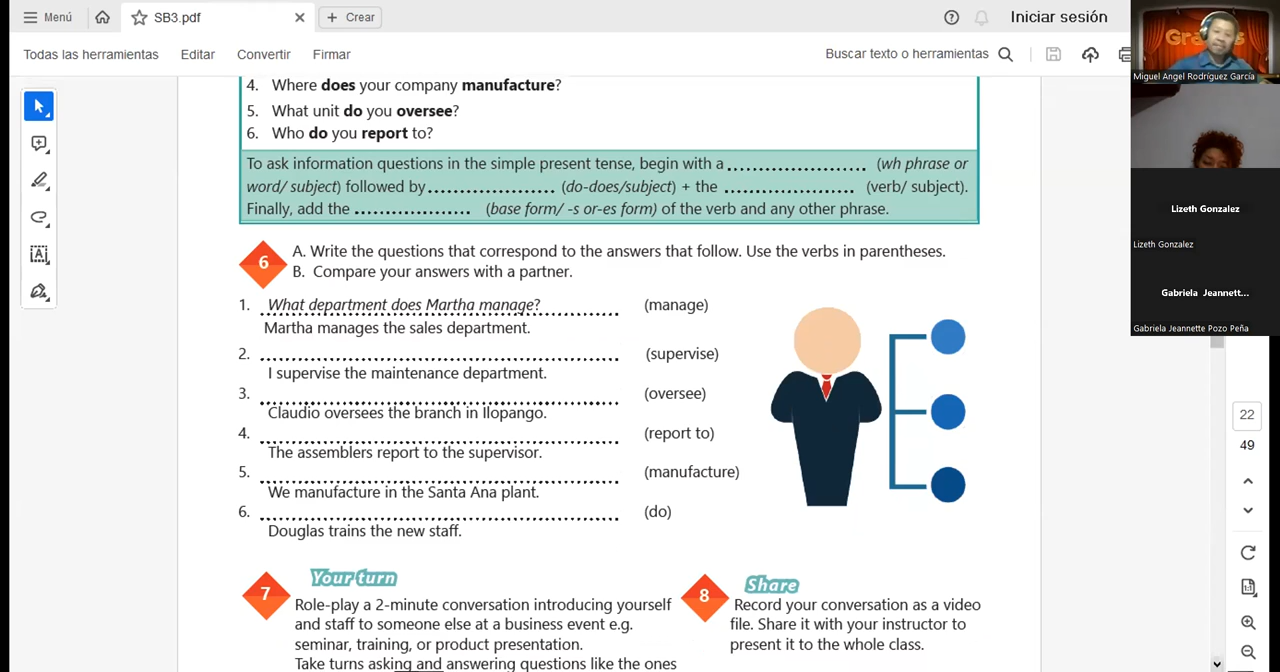 Menú
SB3.pdf
Crear
Iniciar sesión
Todas las herramientas
Editar
Convertir
Firmar
Buscar texto o herramientas
4. Where does your company manufacture?
5. What unit do you oversee?
6. Who do you report to?
To ask information questions in the simple present tense, begin with a .................... (wh phrase or
word/ subject) followed by .................... (do-does/subject) + the .................... (verb/ subject).
Finally, add the .................... (base form/ -s or-es form) of the verb and any other phrase.
6
A. Write the questions that correspond to the answers that follow. Use the verbs in parentheses.
B. Compare your answers with a partner.
1. What department does Martha manage? (manage)
Martha manages the sales department.
2. (supervise)
I supervise the maintenance department.
3. (oversee)
Claudio oversees the branch in Ilopango.
4. (report to)
The assemblers report to the supervisor.
5. (manufacture)
We manufacture in the Santa Ana plant.
6. (do)
Douglas trains the new staff.
7
Your turn
Role-play a 2-minute conversation introducing yourself
and staff to someone else at a business event e.g.
seminar, training, or product presentation.
Take turns asking and answering questions like the ones
8
Share
Record your conversation as a video
file. Share it with your instructor to
present it to the whole class.
Miguel Angel Rodríguez García
Lizeth Gonzalez
Lizeth Gonzalez
Gabriela Jeannett...
Gabriela Jeannette Pozo Peña
22
49